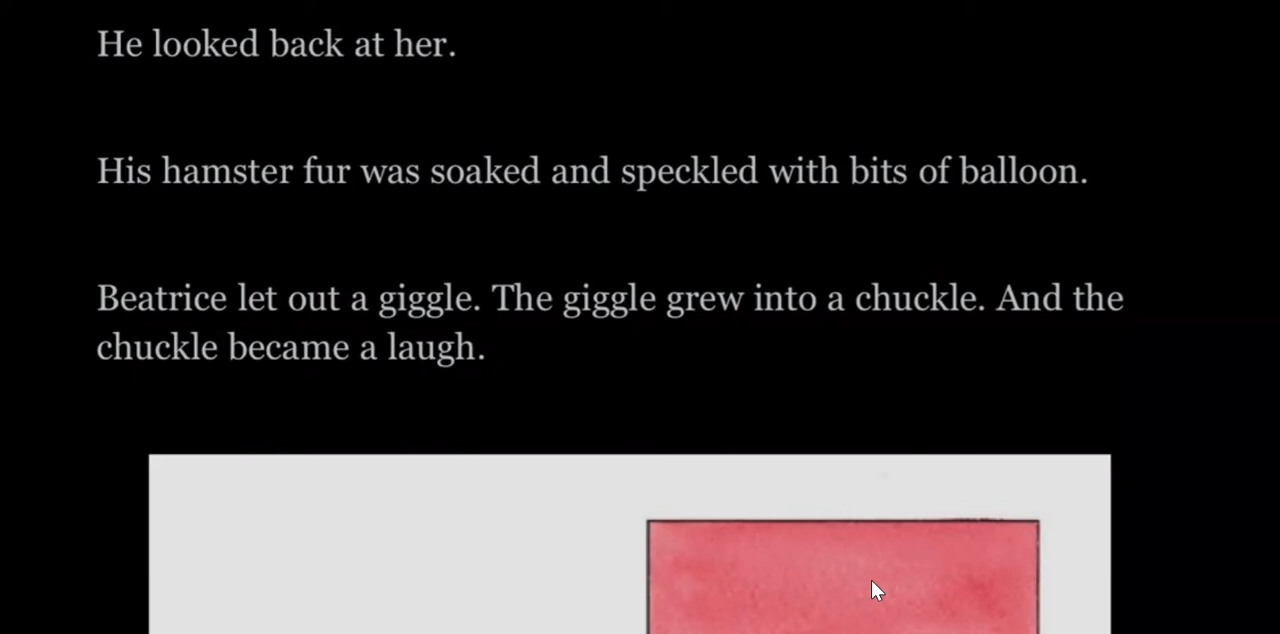 He looked back at her.
His hamster fur was soaked and speckled with bits of balloon.
Beatrice let out a giggle. The giggle grew into a chuckle. And the
chuckle became a laugh.